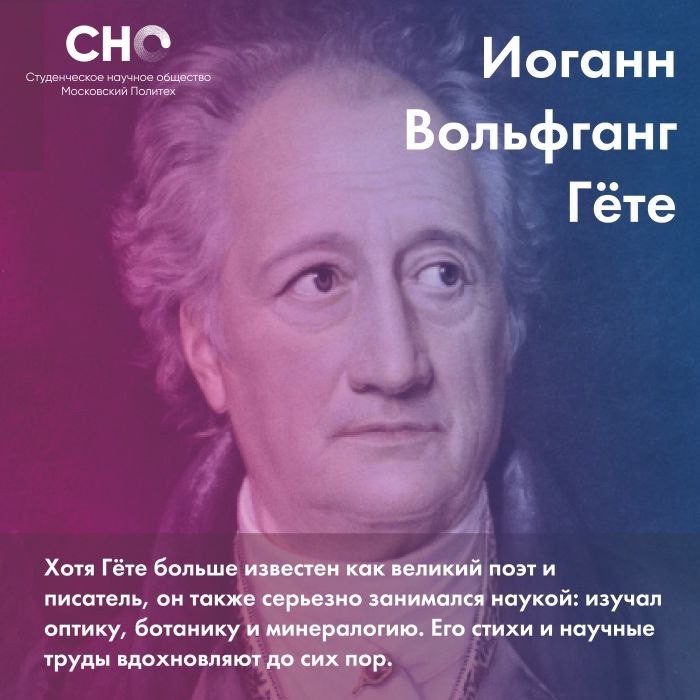 СНО
Студенческое научное общество
Московский Политех
Иоганн
Вольфганг
Гёте
Хотя Гёте больше известен как великий поэт и
писатель, он также серьезно занимался наукой: изучал
оптику, ботанику и минералогию. Его стихи и научные
труды вдохновляют до сих пор.